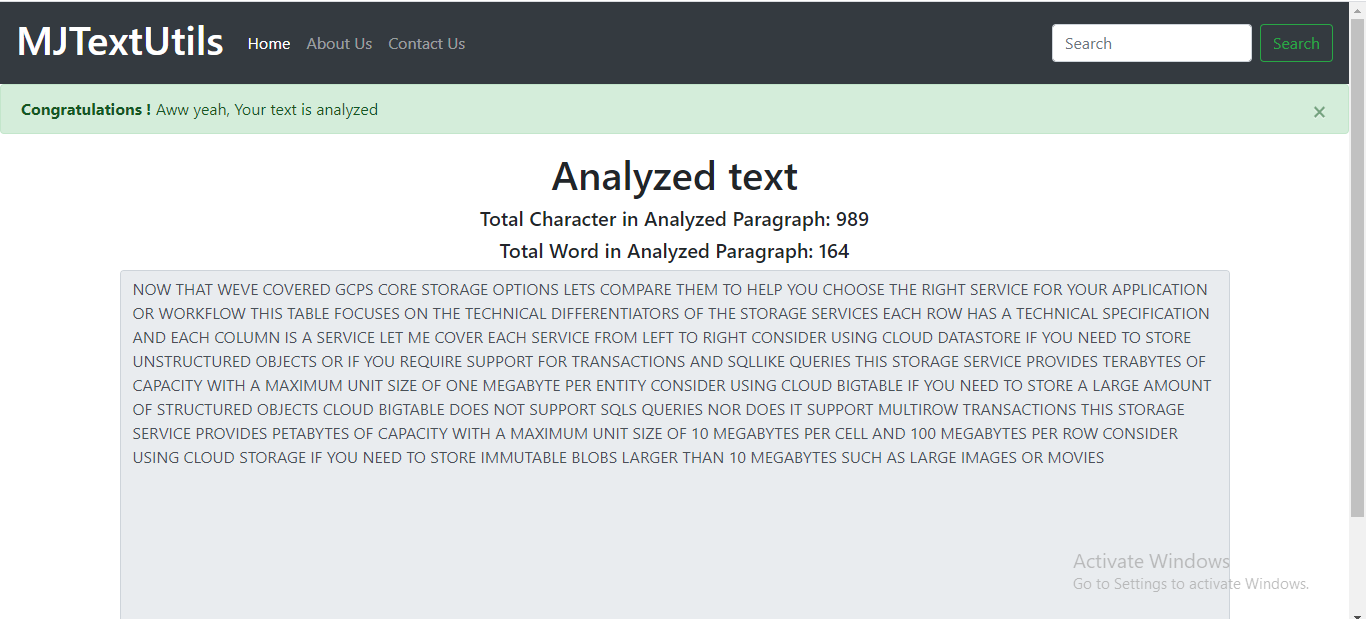 MJTextUtils Home About Us Contact Us Search Search
Congratulations ! Aww yeah, Your text is analyzed ×
Analyzed text
Total Character in Analyzed Paragraph: 989
Total Word in Analyzed Paragraph: 164
NOW THAT WEVE COVERED GCPS CORE STORAGE OPTIONS LETS COMPARE THEM TO HELP YOU CHOOSE THE RIGHT SERVICE FOR YOUR APPLICATION
OR WORKFLOW THIS TABLE FOCUSES ON THE TECHNICAL DIFFERENTIATORS OF THE STORAGE SERVICES EACH ROW HAS A TECHNICAL SPECIFICATION
AND EACH COLUMN IS A SERVICE LET ME COVER EACH SERVICE FROM LEFT TO RIGHT CONSIDER USING CLOUD DATASTORE IF YOU NEED TO STORE
UNSTRUCTURED OBJECTS OR IF YOU REQUIRE SUPPORT FOR TRANSACTIONS AND SQLLIKE QUERIES THIS STORAGE SERVICE PROVIDES TERABYTES OF
CAPACITY WITH A MAXIMUM UNIT SIZE OF ONE MEGABYTE PER ENTITY CONSIDER USING CLOUD BIGTABLE IF YOU NEED TO STORE A LARGE AMOUNT
OF STRUCTURED OBJECTS CLOUD BIGTABLE DOES NOT SUPPORT SQLS QUERIES NOR DOES IT SUPPORT MULTIROW TRANSACTIONS THIS STORAGE
SERVICE PROVIDES PETABYTES OF CAPACITY WITH A MAXIMUM UNIT SIZE OF 10 MEGABYTES PER CELL AND 100 MEGABYTES PER ROW CONSIDER
USING CLOUD STORAGE IF YOU NEED TO STORE IMMUTABLE BLOBS LARGER THAN 10 MEGABYTES SUCH AS LARGE IMAGES OR MOVIES
Activate Windows
Go to Settings to activate Windows.